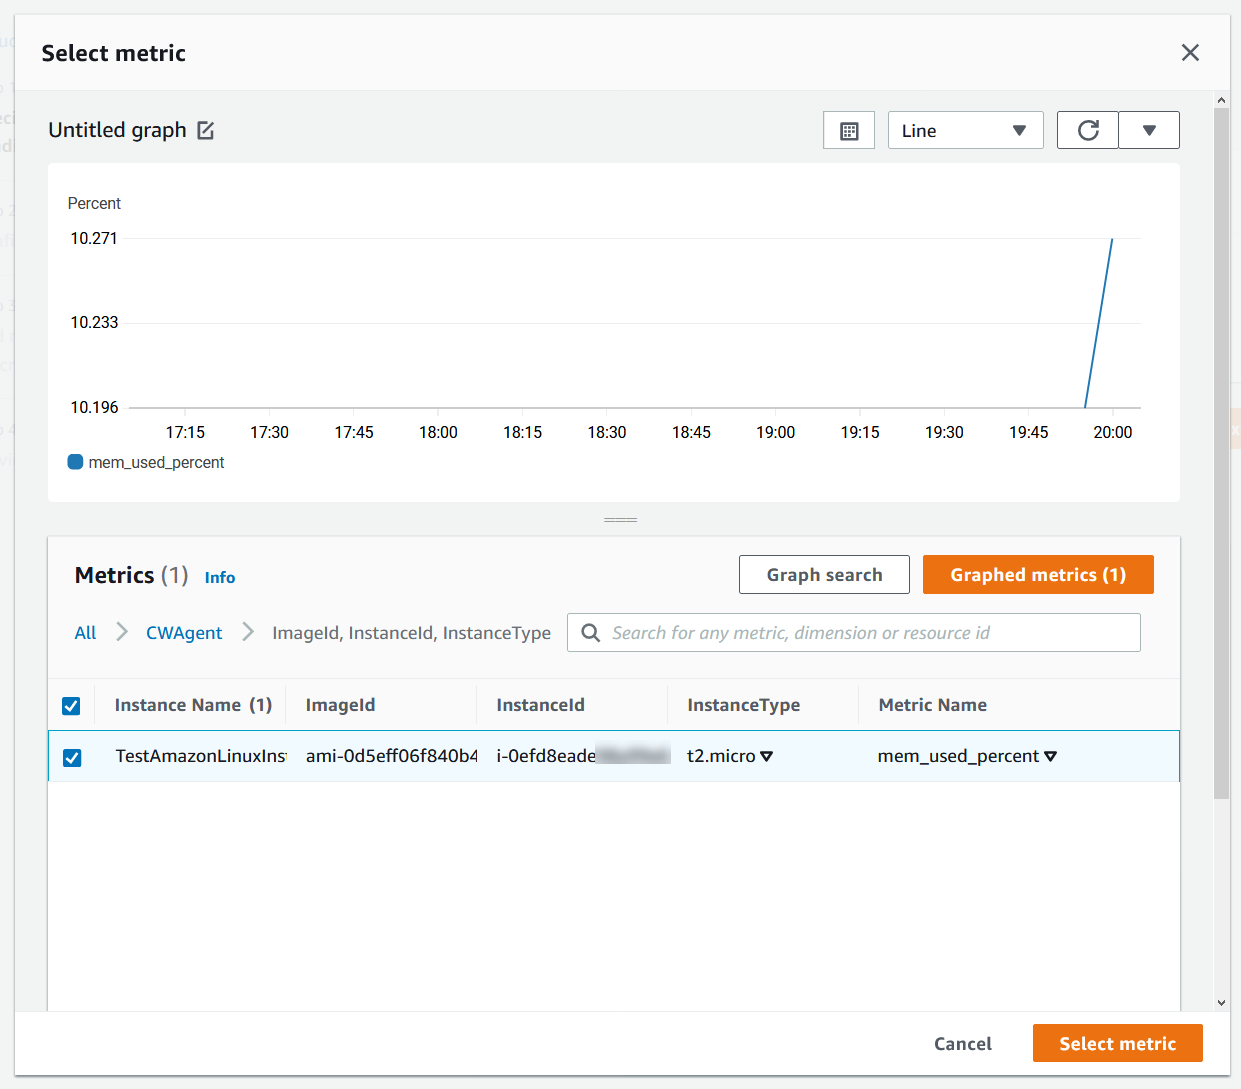 Select metric
Untitled graph
Line
Percent
10.271
10.233
10.196
17:15 17:30 17:45 18:00 18:15 18:30 18:45 19:00 19:15 19:30 19:45 20:00
mem_used_percent
Metrics (1) Info
Graph search
Graphed metrics (1)
All CWAgent ImageId, InstanceId, InstanceType
Search for any metric, dimension or resource id
Instance Name (1) ImageId InstanceId InstanceType Metric Name
TestAmazonLinuxInst ami-0d5eff06f840b4 i-0efd8eade t2.micro mem_used_percent
Cancel
Select metric